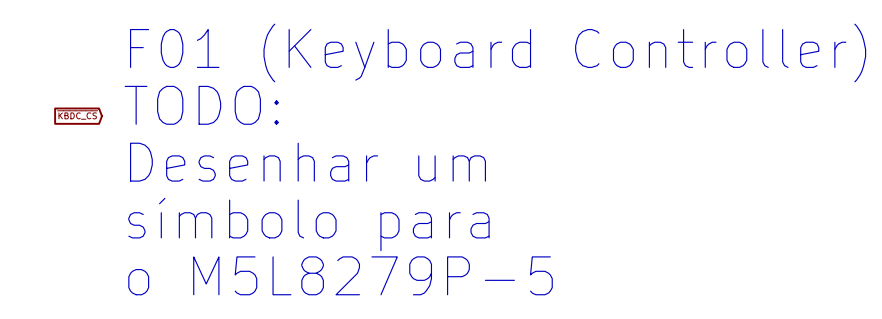 F01 (Keyboard Controller)
KBDC_CS
TODO:
Desenhar um
símbolo para
o M5L8279P-5